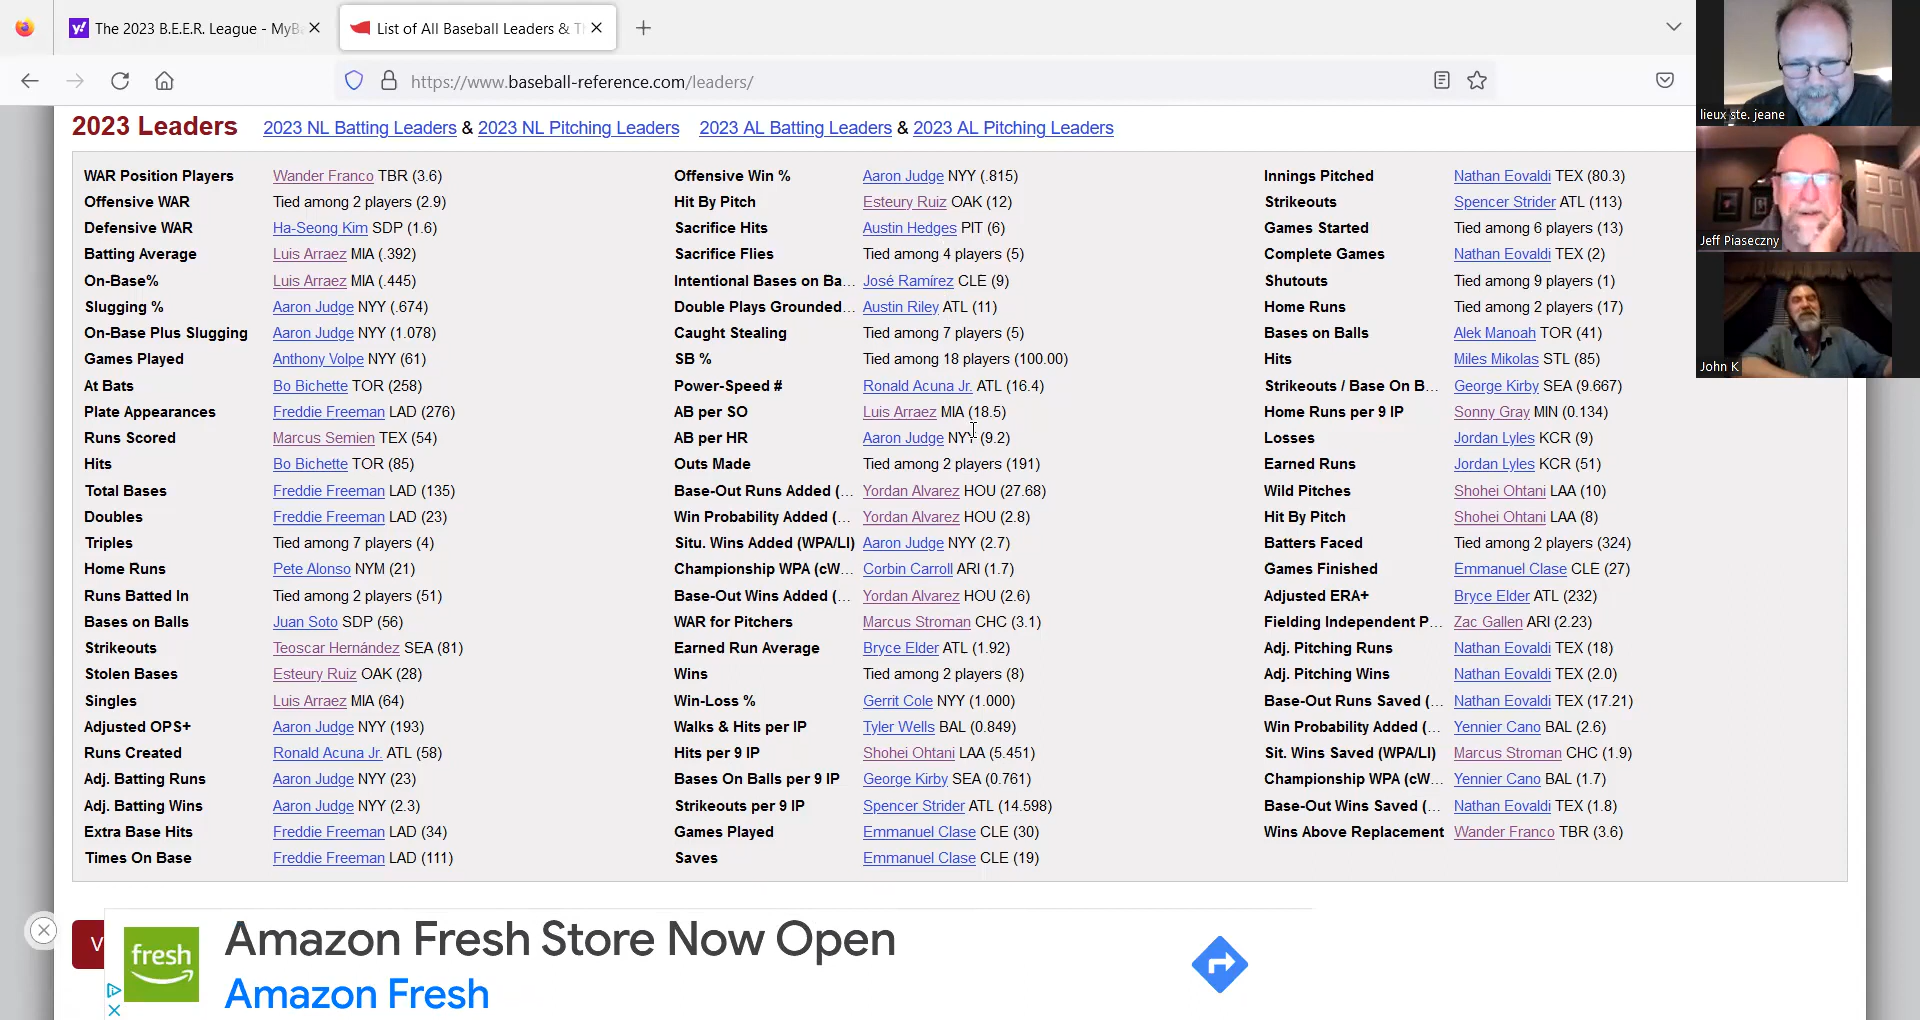 The 2023 B.E.E.R. League - MyB
List of All Baseball Leaders & Th
https://www.baseball-reference.com/leaders/
2023 Leaders 2023 NL Batting Leaders & 2023 NL Pitching Leaders 2023 AL Batting Leaders & 2023 AL Pitching Leaders
WAR Position Players Wander Franco TBR (3.6)
Offensive WAR Tied among 2 players (2.9)
Defensive WAR Ha-Seong Kim SDP (1.6)
Batting Average Luis Arraez MIA (.392)
On-Base% Luis Arraez MIA (.445)
Slugging % Aaron Judge NYY (.674)
On-Base Plus Slugging Aaron Judge NYY (1.078)
Games Played Anthony Volpe NYY (61)
At Bats Bo Bichette TOR (258)
Plate Appearances Freddie Freeman LAD (276)
Runs Scored Marcus Semien TEX (54)
Hits Bo Bichette TOR (85)
Total Bases Freddie Freeman LAD (135)
Doubles Freddie Freeman LAD (23)
Triples Tied among 7 players (4)
Home Runs Pete Alonso NYM (21)
Runs Batted In Tied among 2 players (51)
Bases on Balls Juan Soto SDP (56)
Strikeouts Teoscar Hernández SEA (81)
Stolen Bases Esteury Ruiz OAK (28)
Singles Luis Arraez MIA (64)
Adjusted OPS+ Aaron Judge NYY (193)
Runs Created Ronald Acuna Jr. ATL (58)
Adj. Batting Runs Aaron Judge NYY (23)
Adj. Batting Wins Aaron Judge NYY (2.3)
Extra Base Hits Freddie Freeman LAD (34)
Times On Base Freddie Freeman LAD (111)
Offensive Win % Aaron Judge NYY (.815)
Hit By Pitch Esteury Ruiz OAK (12)
Sacrifice Hits Austin Hedges PIT (6)
Sacrifice Flies Tied among 4 players (5)
Intentional Bases on Ba... José Ramírez CLE (9)
Double Plays Grounded... Austin Riley ATL (11)
Caught Stealing Tied among 7 players (5)
SB % Tied among 18 players (100.00)
Power-Speed # Ronald Acuna Jr. ATL (16.4)
AB per SO Luis Arraez MIA (18.5)
AB per HR Aaron Judge NYY (9.2)
Outs Made Tied among 2 players (191)
Base-Out Runs Added (... Yordan Alvarez HOU (27.68)
Win Probability Added (... Yordan Alvarez HOU (2.8)
Situ. Wins Added (WPA/LI) Aaron Judge NYY (2.7)
Championship WPA (cW... Corbin Carroll ARI (1.7)
Base-Out Wins Added (... Yordan Alvarez HOU (2.6)
WAR for Pitchers Marcus Stroman CHC (3.1)
Earned Run Average Bryce Elder ATL (1.92)
Wins Tied among 2 players (8)
Win-Loss % Gerrit Cole NYY (1.000)
Walks & Hits per IP Tyler Wells BAL (0.849)
Hits per 9 IP Shohei Ohtani LAA (5.451)
Bases On Balls per 9 IP George Kirby SEA (0.761)
Strikeouts per 9 IP Spencer Strider ATL (14.598)
Games Played Emmanuel Clase CLE (30)
Saves Emmanuel Clase CLE (19)
Innings Pitched Nathan Eovaldi TEX (80.3)
Strikeouts Spencer Strider ATL (113)
Games Started Tied among 6 players (13)
Complete Games Nathan Eovaldi TEX (2)
Shutouts Tied among 9 players (1)
Home Runs Tied among 2 players (17)
Bases on Balls Alek Manoah TOR (41)
Hits Miles Mikolas STL (85)
Strikeouts / Base On B... George Kirby SEA (9.667)
Home Runs per 9 IP Sonny Gray MIN (0.134)
Losses Jordan Lyles KCR (9)
Earned Runs Jordan Lyles KCR (51)
Wild Pitches Shohei Ohtani LAA (10)
Hit By Pitch Shohei Ohtani LAA (8)
Batters Faced Tied among 2 players (324)
Games Finished Emmanuel Clase CLE (27)
Adjusted ERA+ Bryce Elder ATL (232)
Fielding Independent P... Zac Gallen ARI (2.23)
Adj. Pitching Runs Nathan Eovaldi TEX (18)
Adj. Pitching Wins Nathan Eovaldi TEX (2.0)
Base-Out Runs Saved (... Nathan Eovaldi TEX (17.21)
Win Probability Added (... Yennier Cano BAL (2.6)
Sit. Wins Saved (WPA/LI) Marcus Stroman CHC (1.9)
Championship WPA (cW... Yennier Cano BAL (1.7)
Base-Out Wins Saved (... Nathan Eovaldi TEX (1.8)
Wins Above Replacement Wander Franco TBR (3.6)
lieux ste. jeane
Jeff Piaseczny
John K
V
fresh
Amazon Fresh Store Now Open
Amazon Fresh